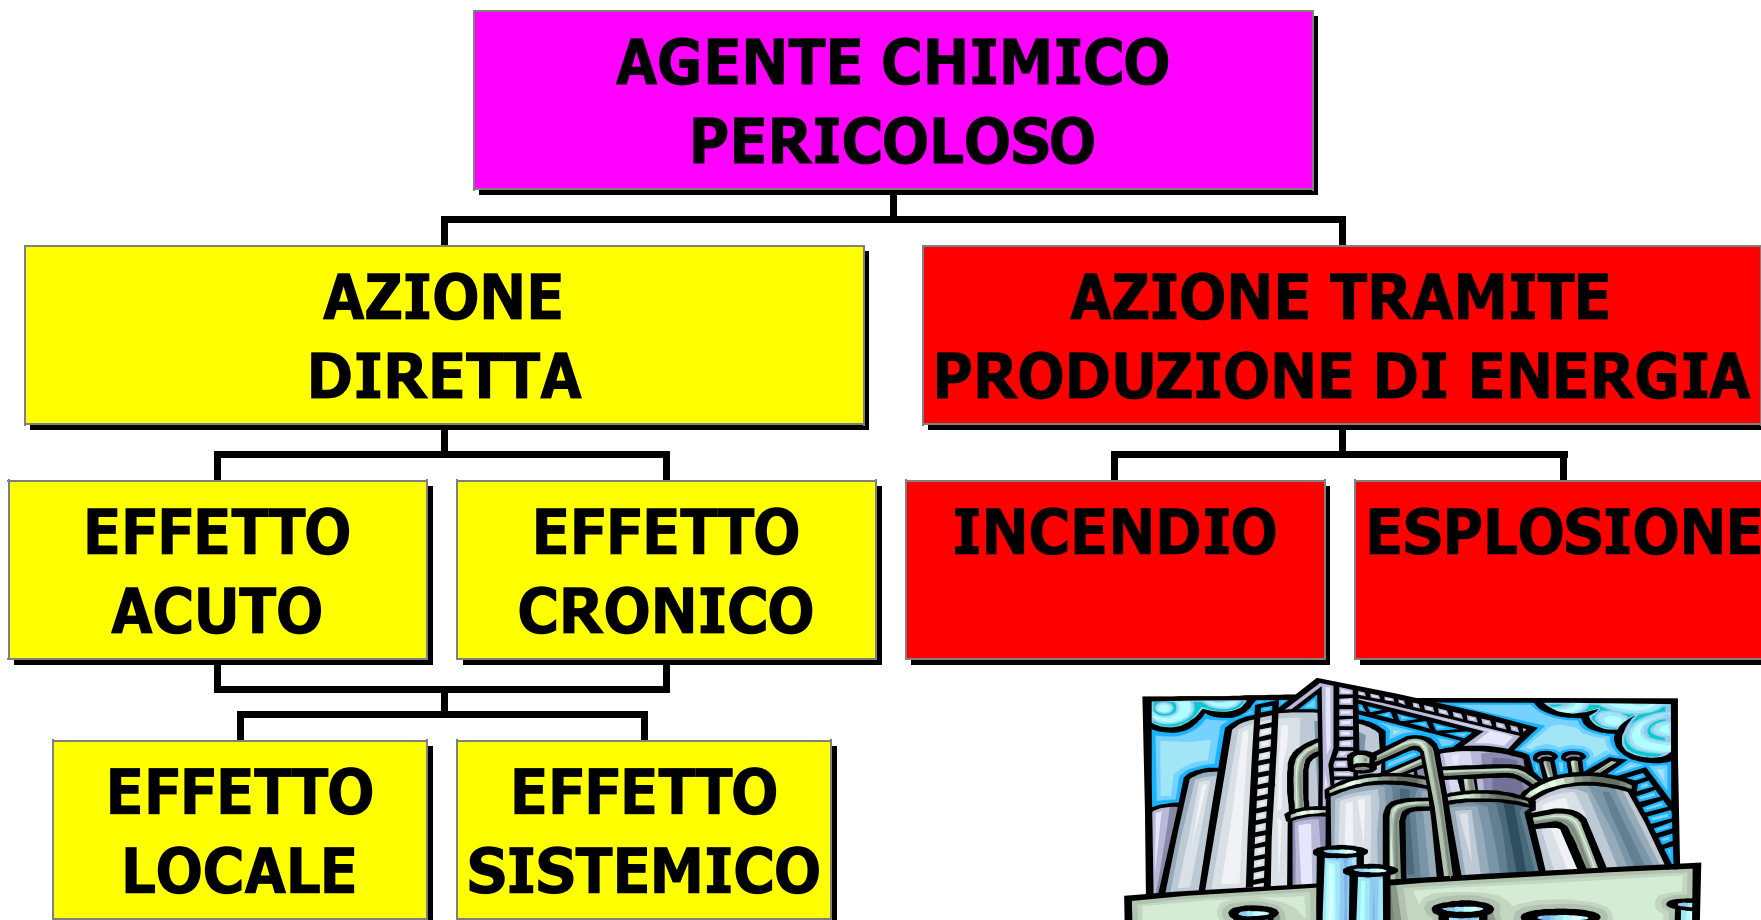 AGENTE CHIMICO
PERICOLOSO
AZIONE
DIRETTA
AZIONE TRAMITE
PRODUZIONE DI ENERGIA
EFFETTO
ACUTO
EFFETTO
CRONICO
INCENDIO
ESPLOSIONE
EFFETTO
LOCALE
EFFETTO
SISTEMICO